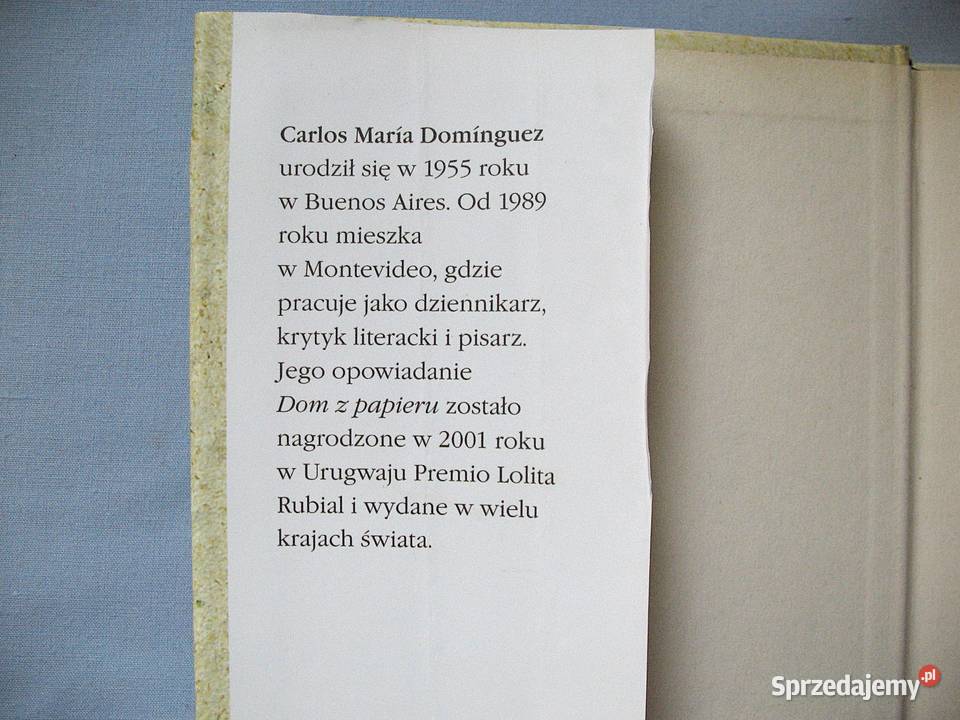 Carlos María Domínguez
urodził się w 1955 roku
w Buenos Aires. Od 1989
roku mieszka
w Montevideo, gdzie
pracuje jako dziennikarz,
krytyk literacki i pisarz.
Jego opowiadanie
Dom z papieru zostało
nagrodzone w 2001 roku
w Urugwaju Premio Lolita
Rubial i wydane w wielu
krajach świata.
Sprzedajemy.pl